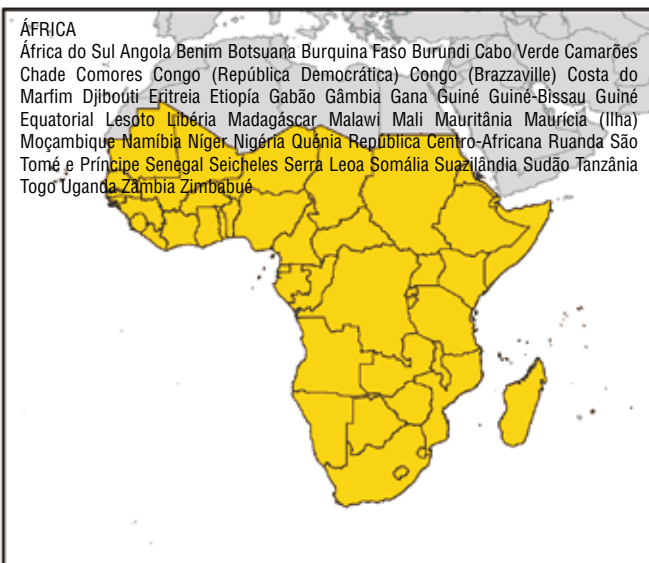 ÁFRICA
África do Sul Angola Benim Botsuana Burquina Faso Burundi Cabo Verde Camarões
Chade Comores Congo (República Democrática) Congo (Brazzaville) Costa do
Marfim Djibouti Eritreia Etiopía Gabão Gâmbia Gana Guiné Guiné-Bissau Guiné
Equatorial Lesoto Libéria Madagáscar Malawi Mali Mauritânia Maurícia (Ilha)
Moçambique Namíbia Níger Nigéria Quénia República Centro-Africana Ruanda São
Tomé e Príncipe Senegal Seicheles Serra Leoa Somália Suazilândia Sudão Tanzânia
Togo Uganda Zâmbia Zimbabué